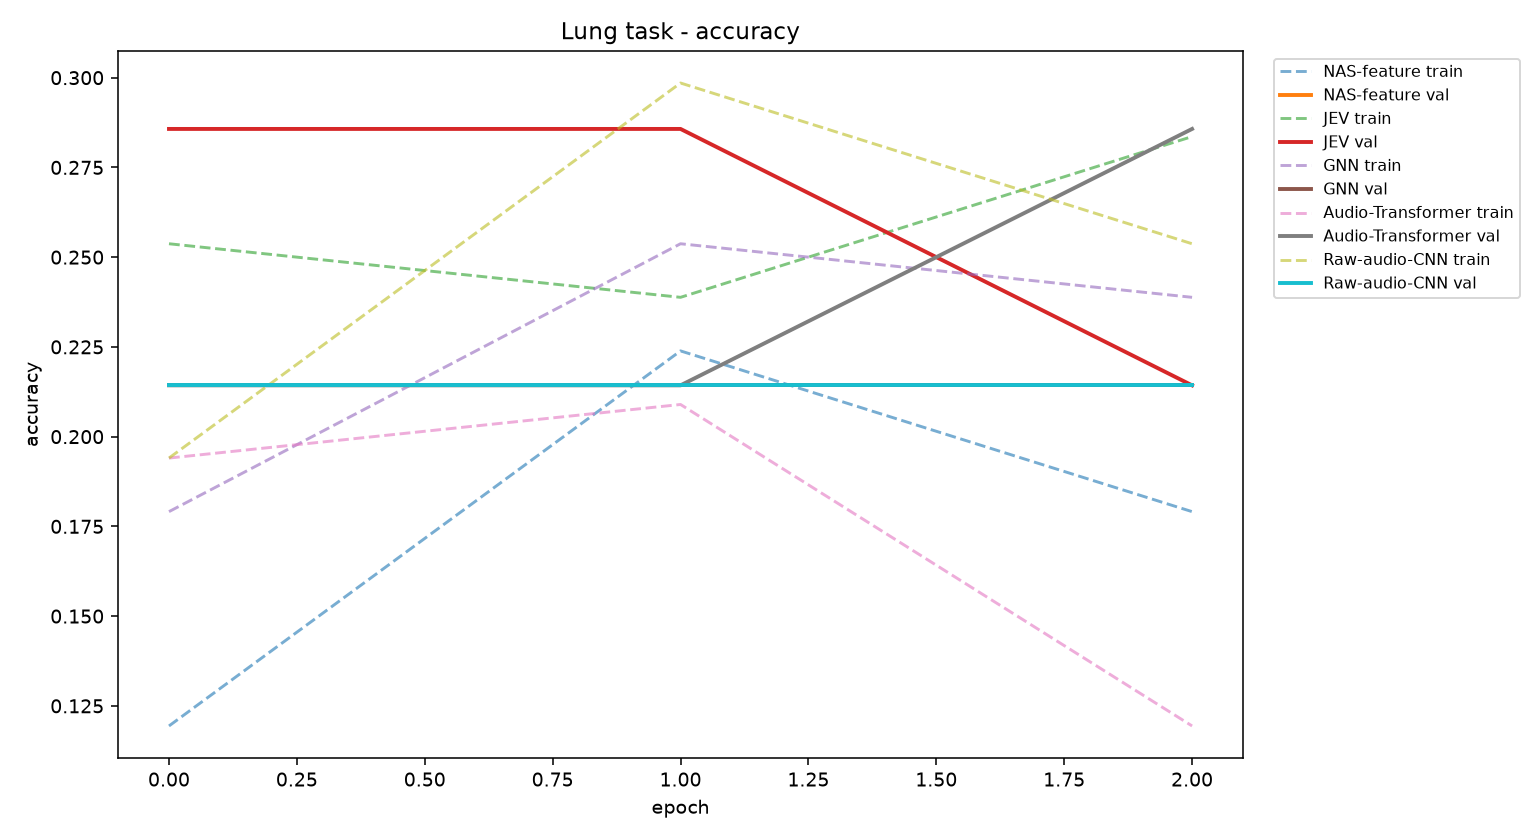 Lung task - accuracy
0.300
0.275
0.250
0.225
0.200
0.175
0.150
0.125
accuracy
0.00 0.25 0.50 0.75 1.00 1.25 1.50 1.75 2.00
epoch
NAS-feature train
NAS-feature val
JEV train
JEV val
GNN train
GNN val
Audio-Transformer train
Audio-Transformer val
Raw-audio-CNN train
Raw-audio-CNN val